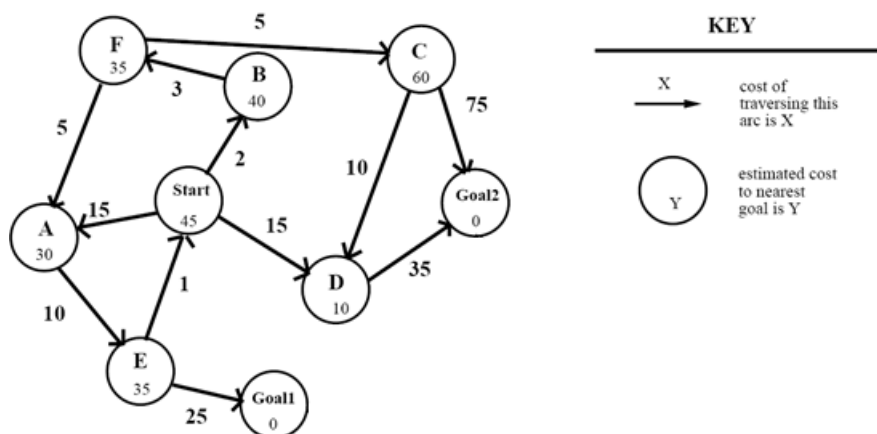 5
KEY
F
35
C
60
B
40
3
X
cost of
traversing this
arc is X
75
5
2
10
Start
45
estimated cost
to nearest
goal is Y
Y
Goal2
0
A
30
15
15
D
10
35
1
10
E
35
Goal1
0
25